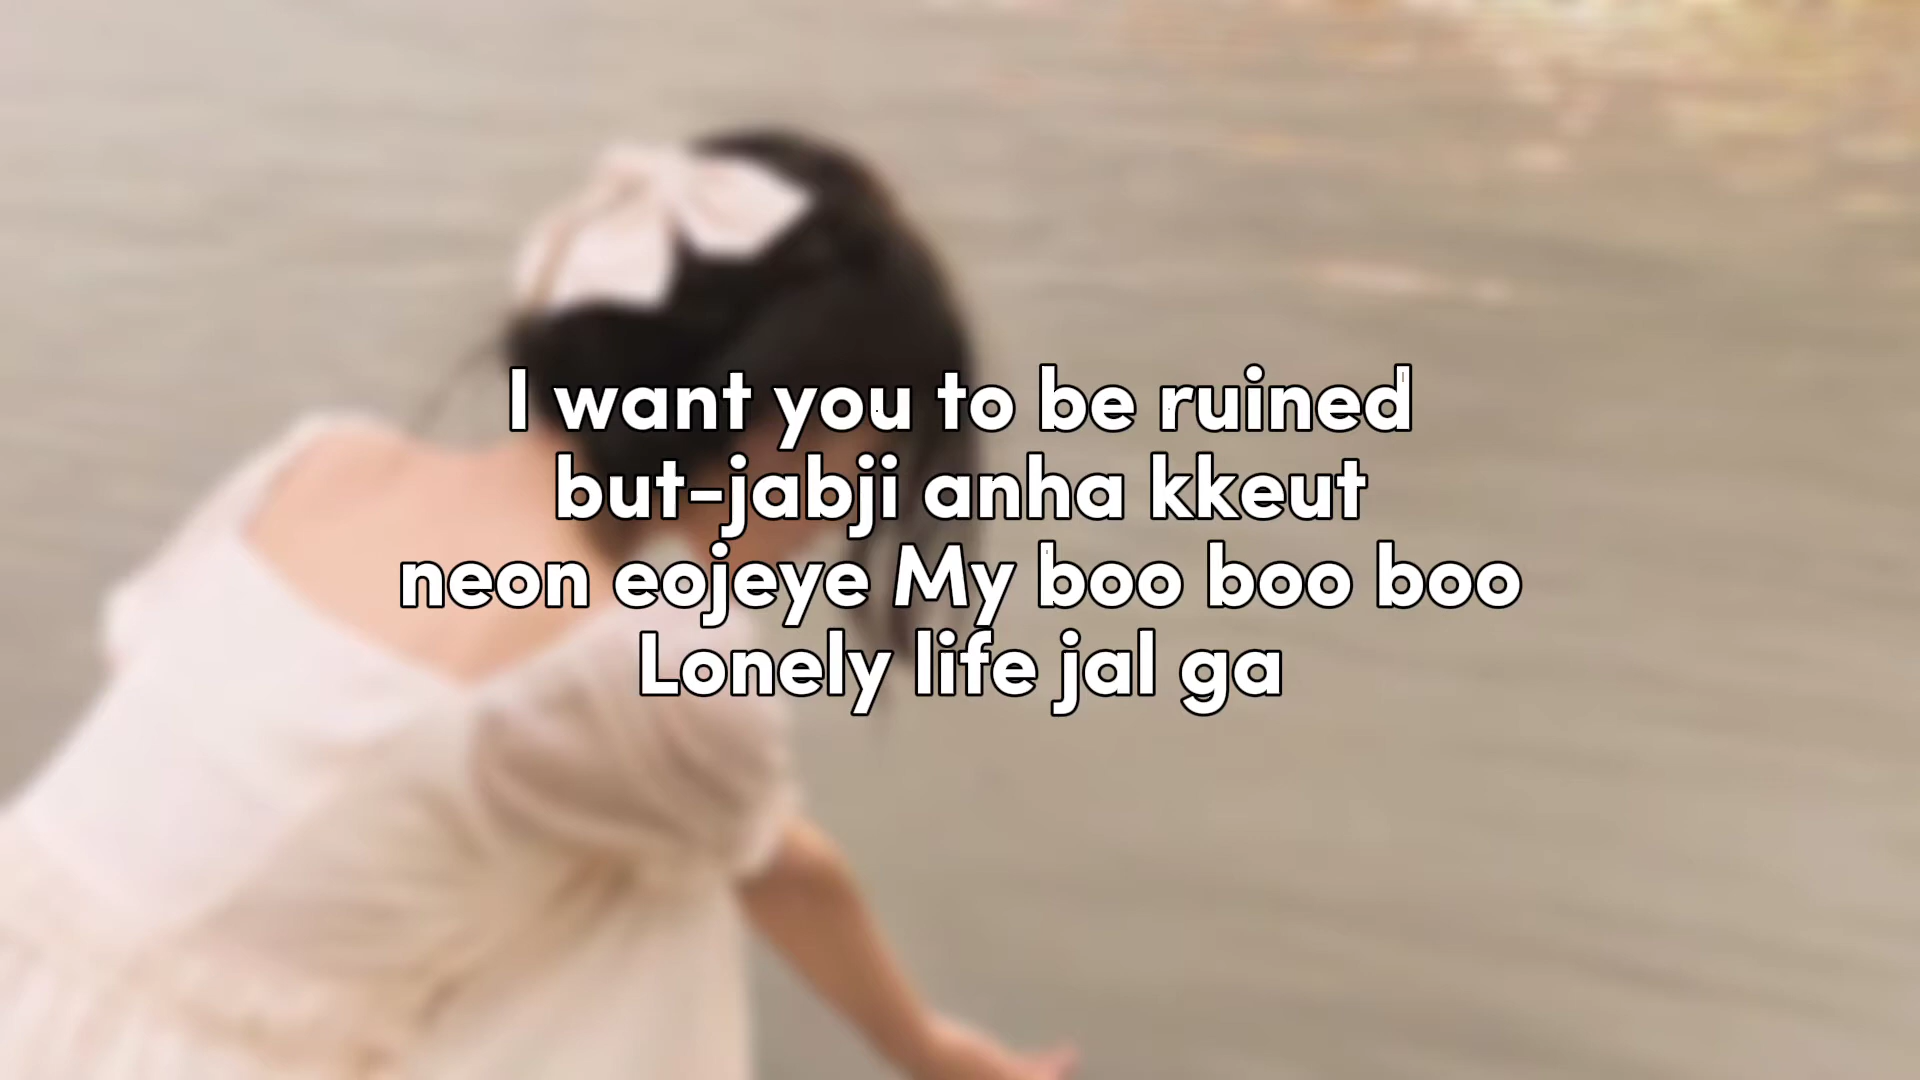 I want you to be ruined
but-jabji anha kkeut
neon eojeye My boo boo boo
Lonely life jal ga